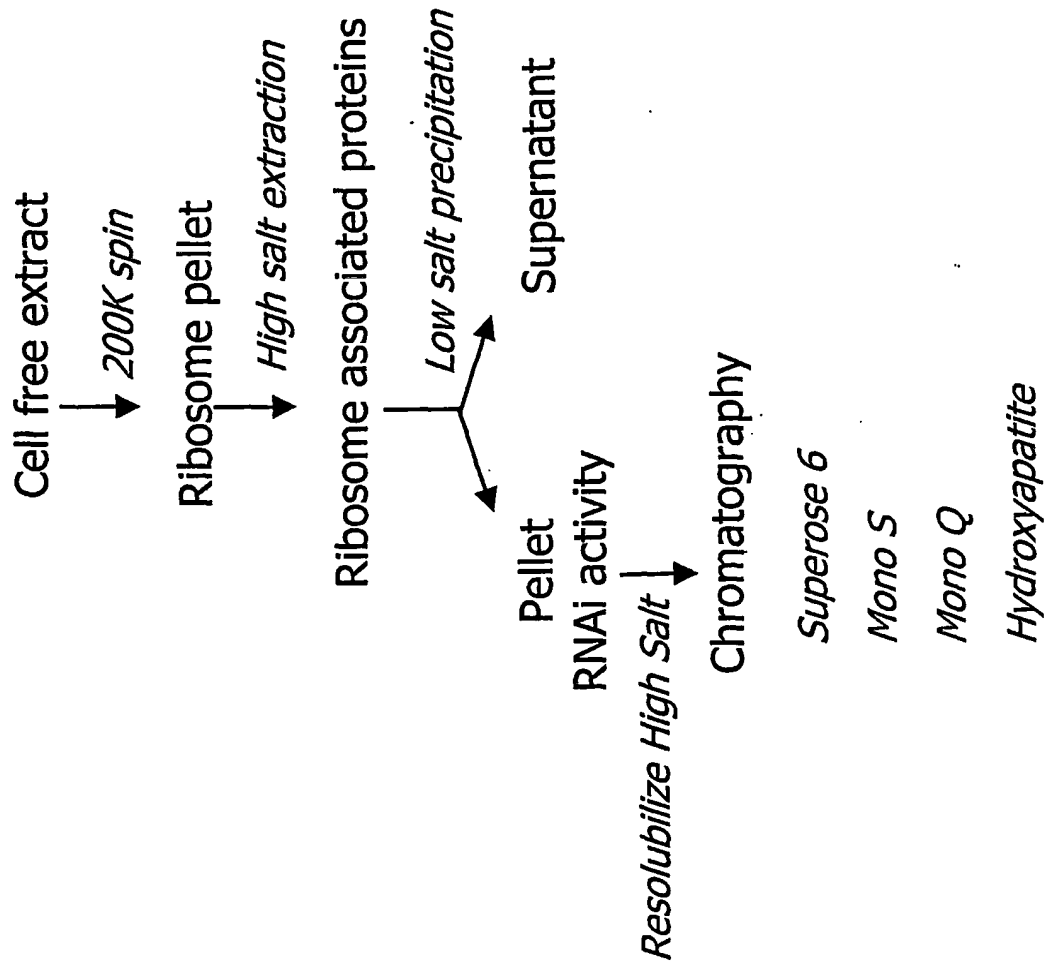 Cell free extract
200K spin
Ribosome pellet
High salt extraction
Ribosome associated proteins
Low salt precipitation
Pellet
RNAi activity
Supernatant
Resolubilize High Salt
Chromatography
Superose 6
Mono S
Mono Q
Hydroxyapatite